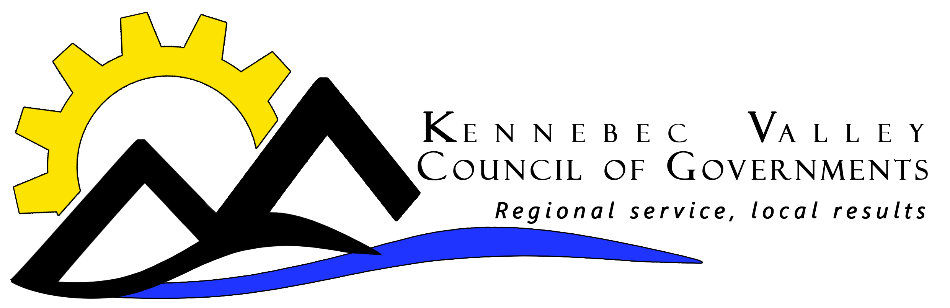 KENNEBEC VALLEY
COUNCIL OF GOVERNMENTS
Regional service, local results